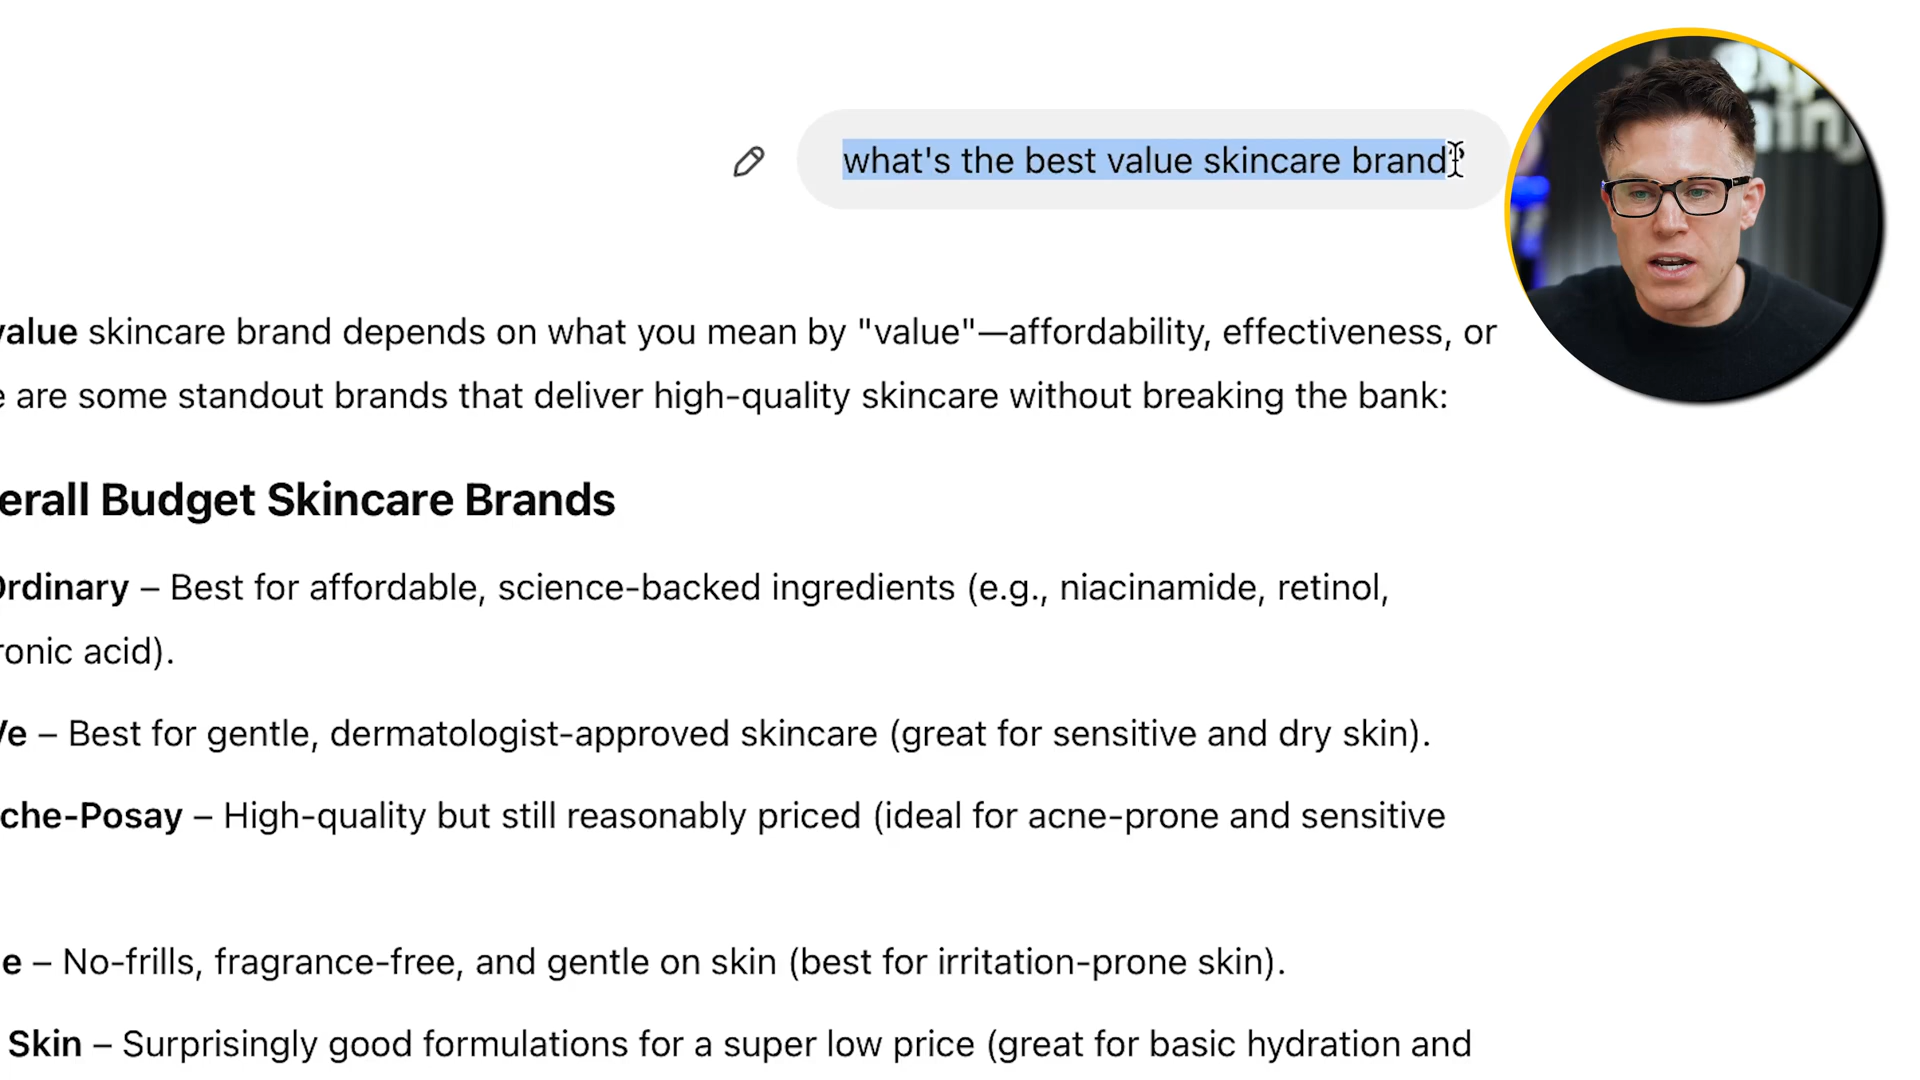 what's the best value skincare brand?
value skincare brand depends on what you mean by "value"—affordability, effectiveness, or
are some standout brands that deliver high-quality skincare without breaking the bank:
erall Budget Skincare Brands
Ordinary – Best for affordable, science-backed ingredients (e.g., niacinamide, retinol,
ronic acid).
Ve – Best for gentle, dermatologist-approved skincare (great for sensitive and dry skin).
che-Posay – High-quality but still reasonably priced (ideal for acne-prone and sensitive
e – No-frills, fragrance-free, and gentle on skin (best for irritation-prone skin).
Skin – Surprisingly good formulations for a super low price (great for basic hydration and